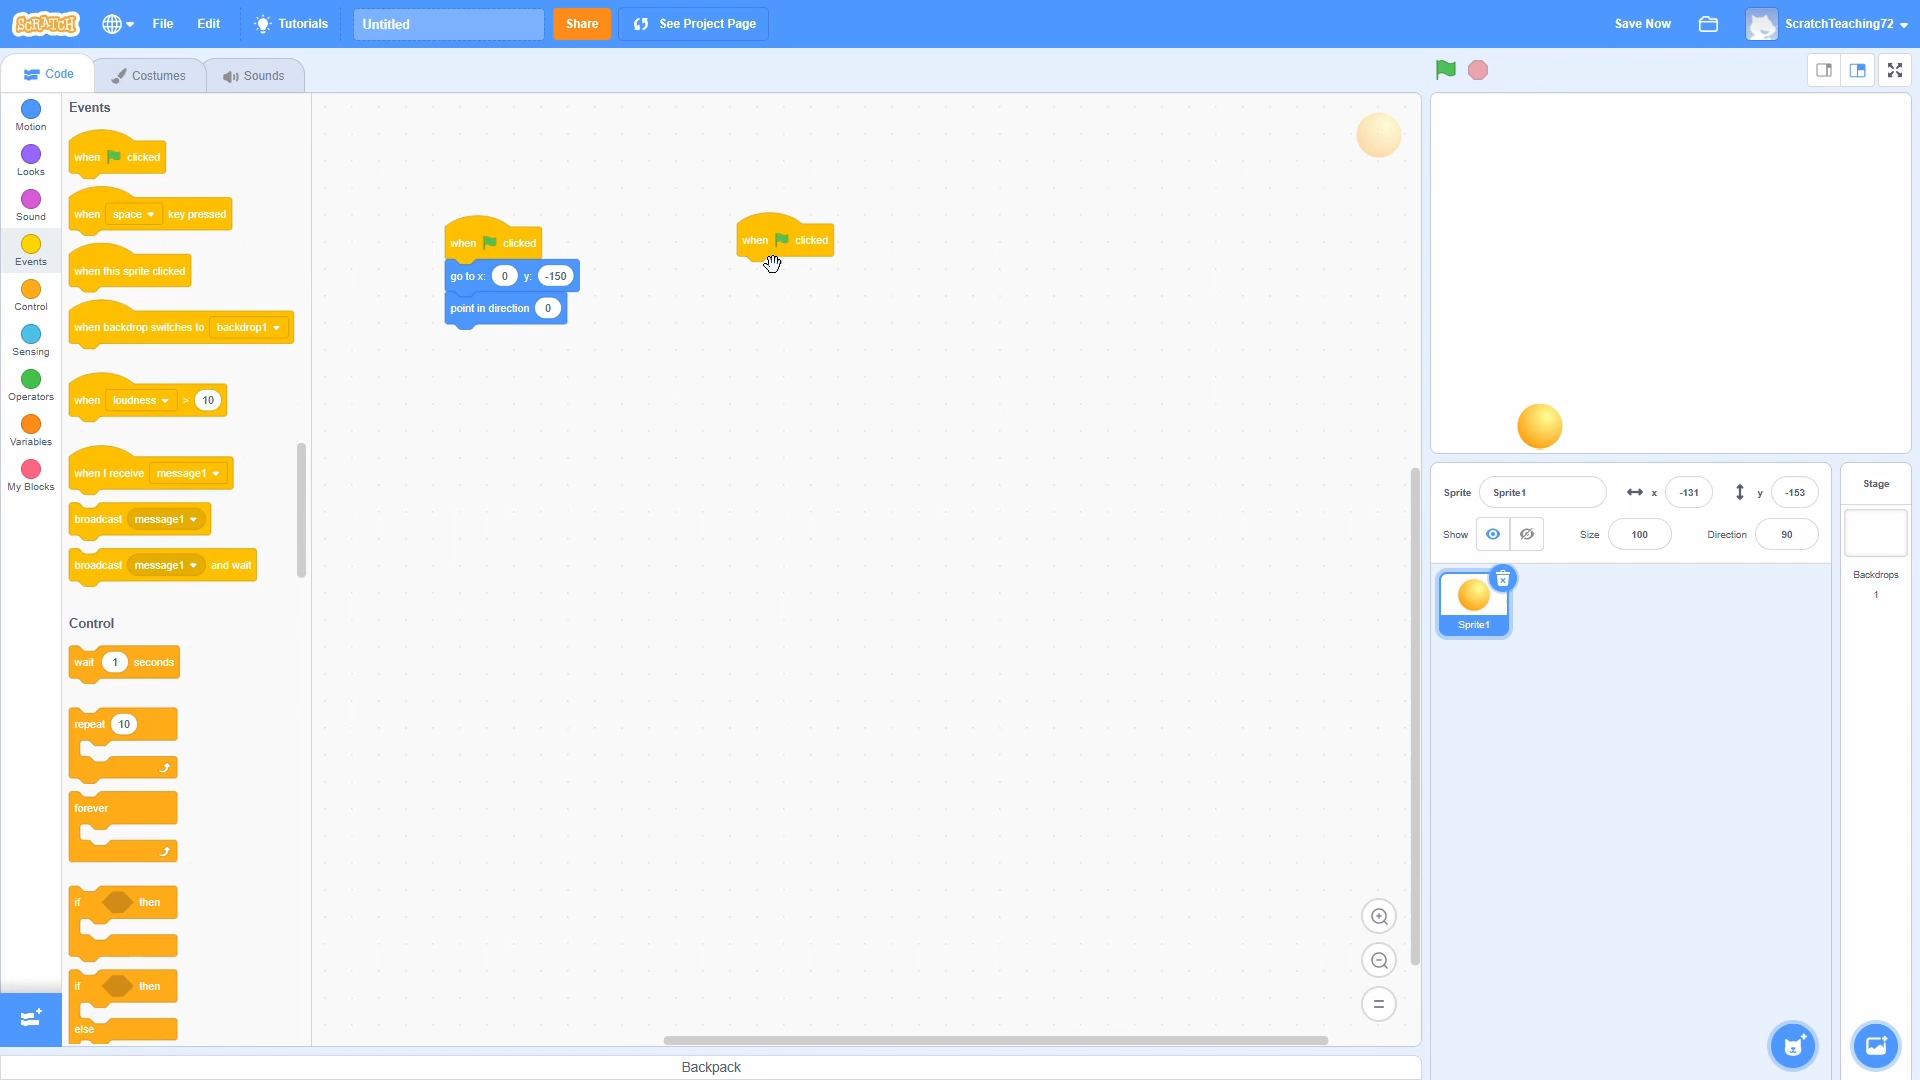 SCRATCH File Edit Tutorials Untitled Share See Project Page Save Now ScratchTeaching72
Code Costumes Sounds
Motion
Looks
Sound
Events
Control
Sensing
Operators
Variables
My Blocks
Events
when clicked
when space key pressed
when this sprite clicked
when backdrop switches to backdrop1
when loudness > 10
when I receive message1
broadcast message1
broadcast message1 and wait
Control
wait 1 seconds
repeat 10
forever
if then
if then
else
when clicked
go to x: 0 y: -150
point in direction 0
when clicked
Sprite Sprite1 x -131 y -153
Show Size 100 Direction 90
Sprite1
Stage
Backdrops
1
Backpack